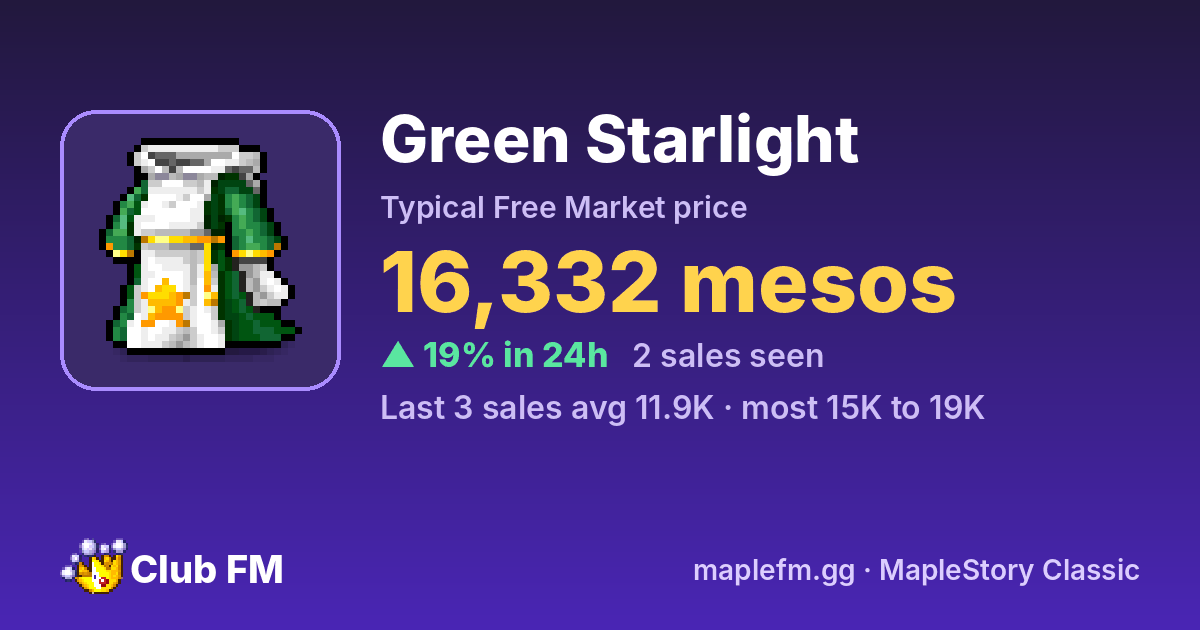 Green Starlight
Typical Free Market price
16,332 mesos
▲ 19% in 24h 2 sales seen
Last 3 sales avg 11.9K · most 15K to 19K
Club FM
maplefm.gg · MapleStory Classic